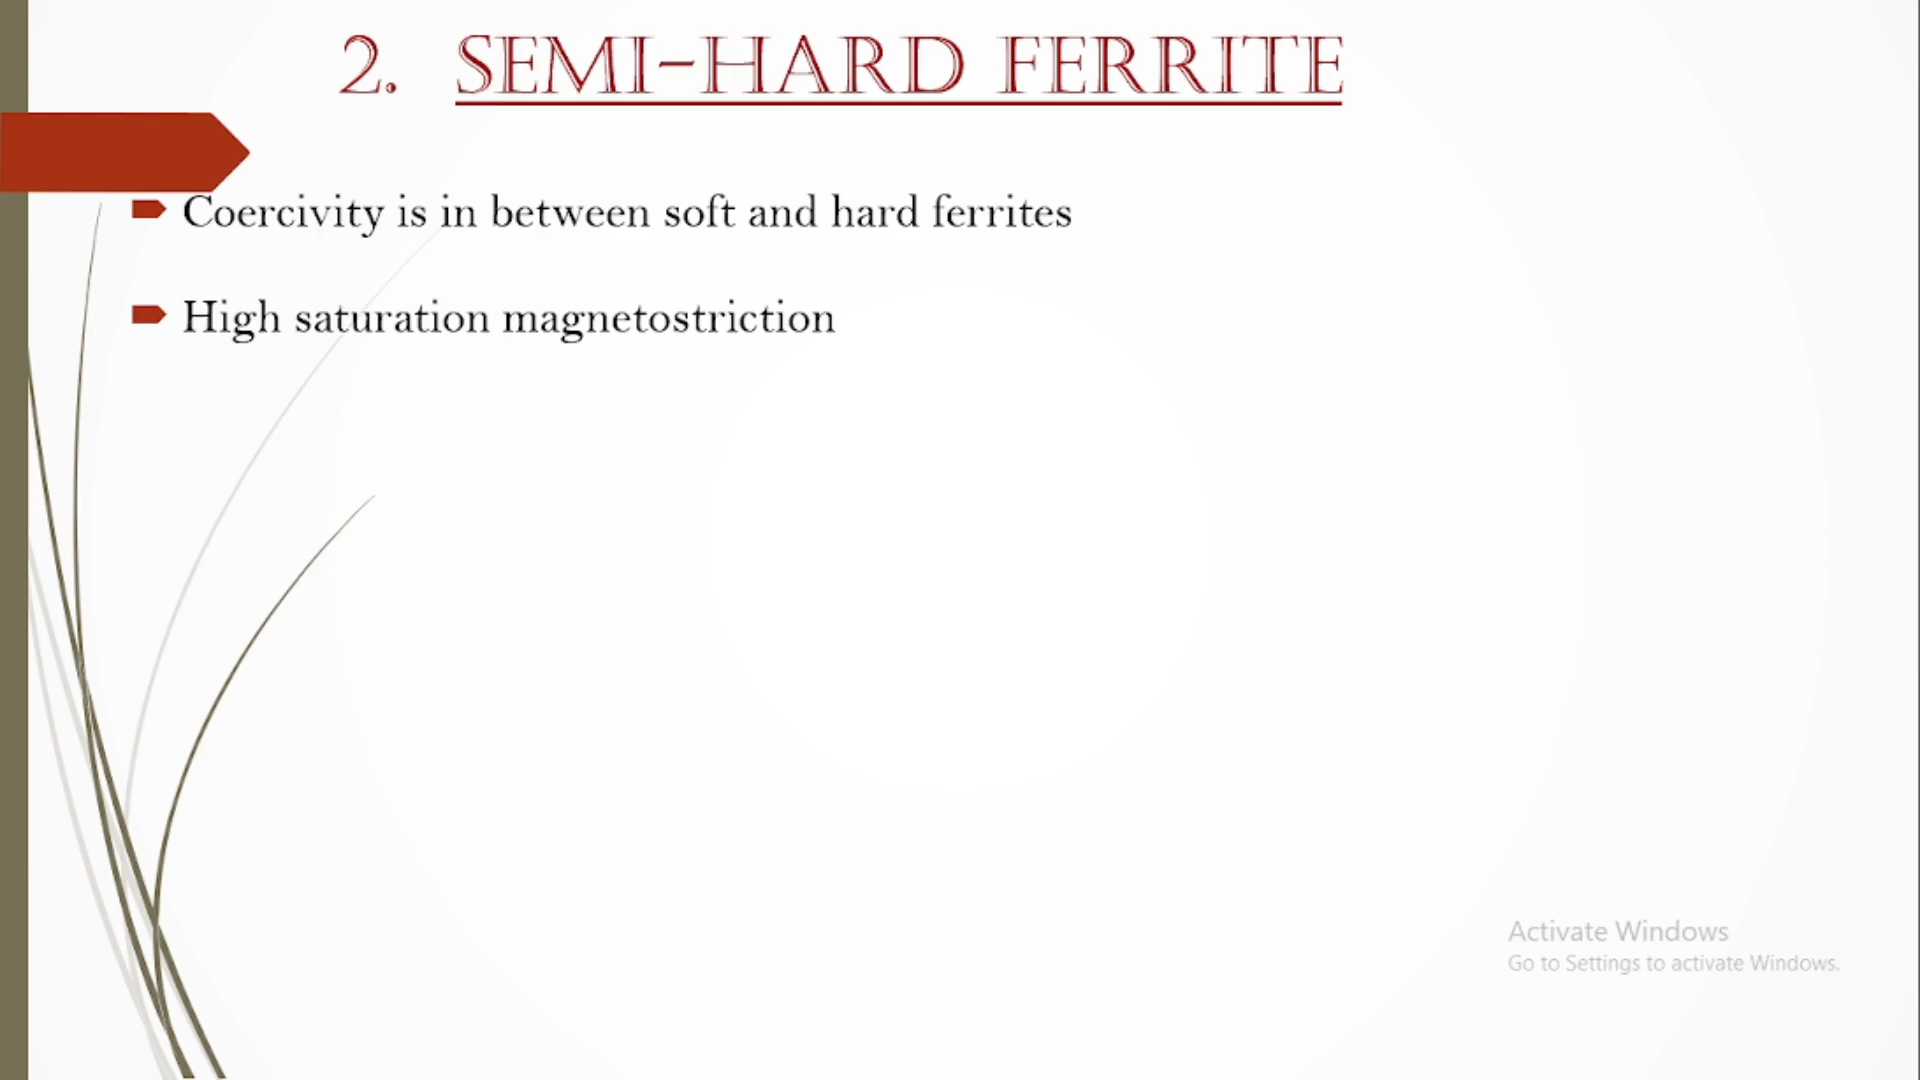 2. SEMI-HARD FERRITE
Coercivity is in between soft and hard ferrites
High saturation magnetostriction
Activate Windows
Go to Settings to activate Windows.